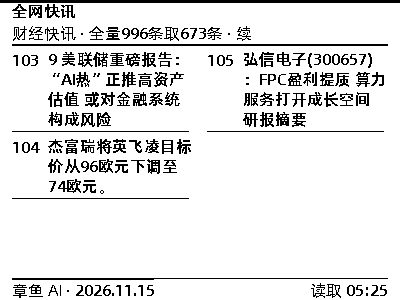 全网快讯
财经快讯 · 全量996条取673条 · 续
103 9 美联储重磅报告：
“AI热”正推高资产
估值 或对金融系统
构成风险
104 杰富瑞将英飞凌目标
价从96欧元下调至
74欧元。
105 弘信电子(300657)
：FPC盈利提质 算力
服务打开成长空间
研报摘要
章鱼 AI · 2026.11.15
读取 05:25